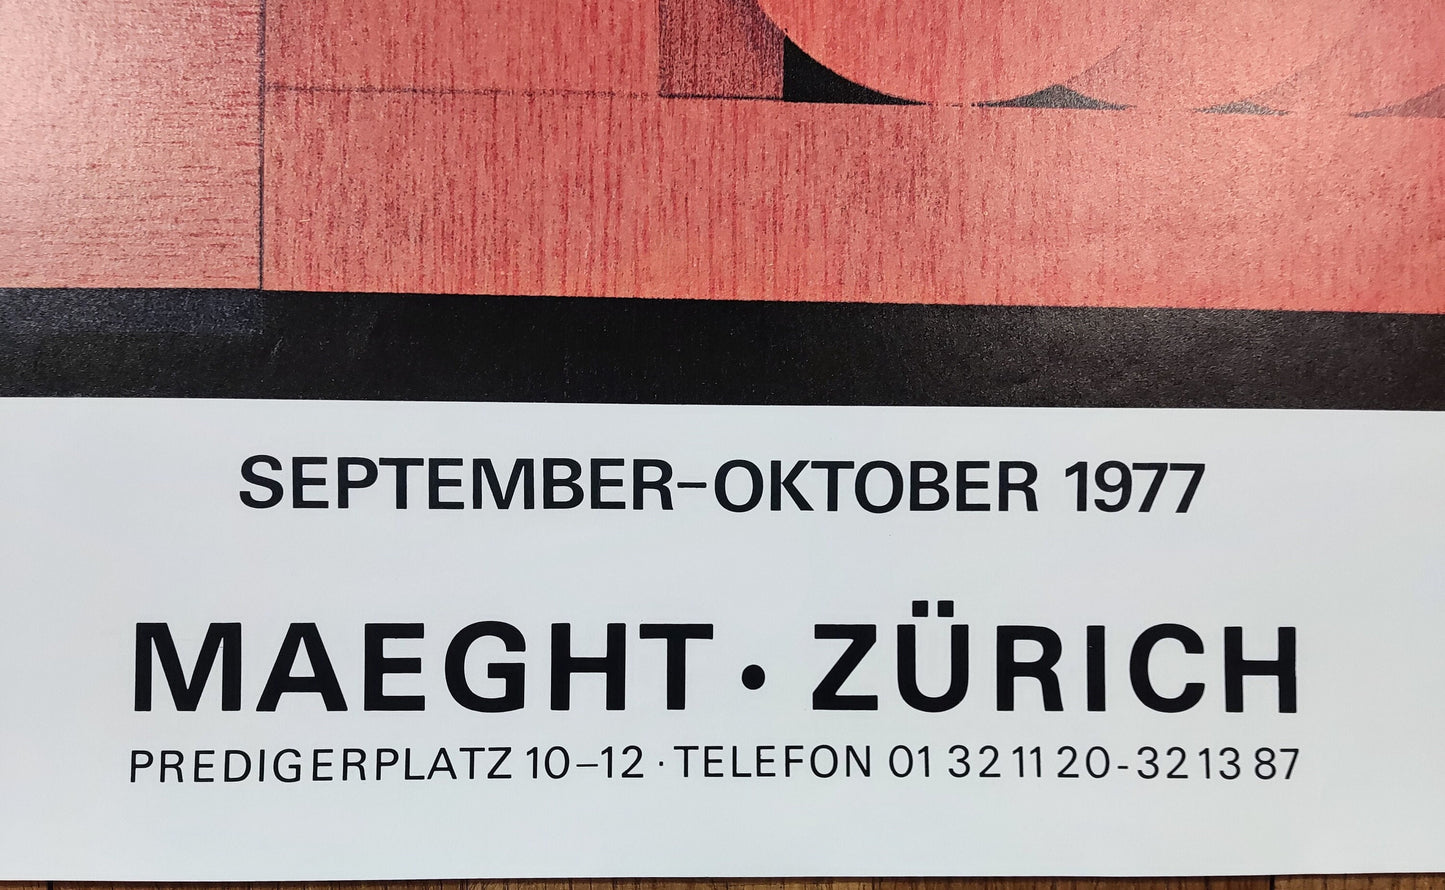 SEPTEMBER–OKTOBER 1977
MAEGHT · ZÜRICH
PREDIGERPLATZ 10–12 · TELEFON 01 32 11 20 - 32 13 87